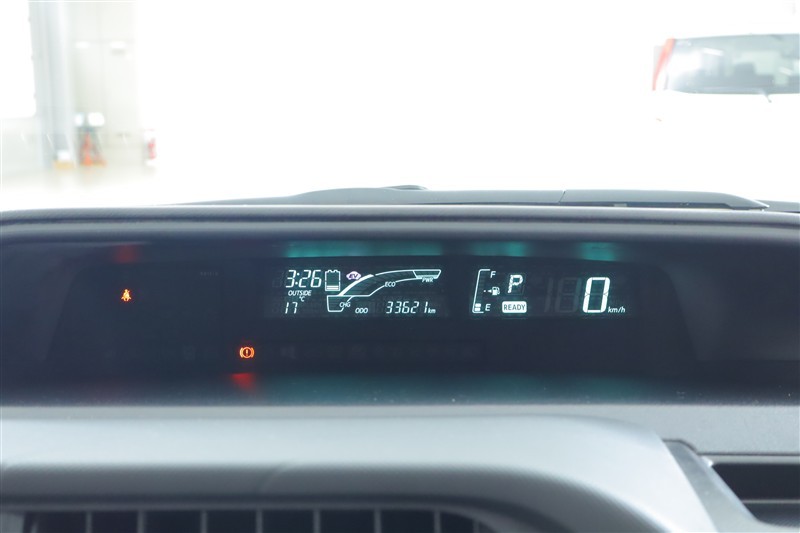 3:26
EV
PWR
ECO
CHG
OUTSIDE
17 °C
ODO 33621 km
F
E
P
READY
0 km/h